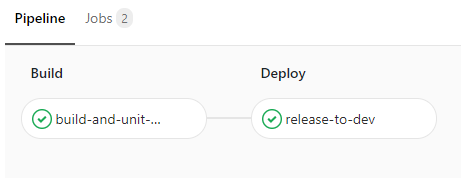 Pipeline Jobs 2
Build Deploy
build-and-unit-... release-to-dev